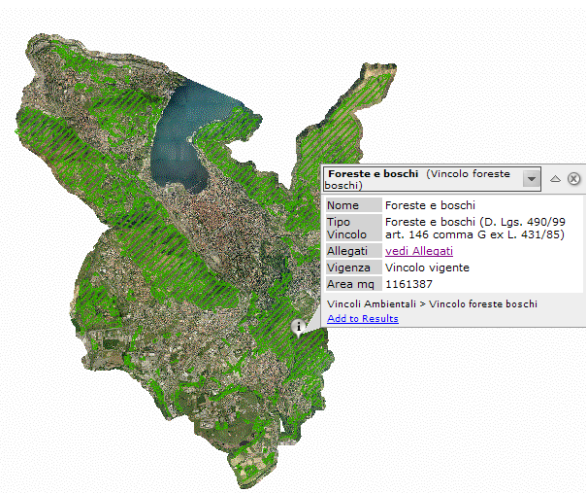 Foreste e boschi (Vincolo foreste
boschi)
Nome Foreste e boschi
Tipo Foreste e boschi (D. Lgs. 490/99
Vincolo art. 146 comma G ex L. 431/85)
Allegati vedi Allegati
Vigenza Vincolo vigente
Area mq 1161387
Vincoli Ambientali > Vincolo foreste boschi
Add to Results
i